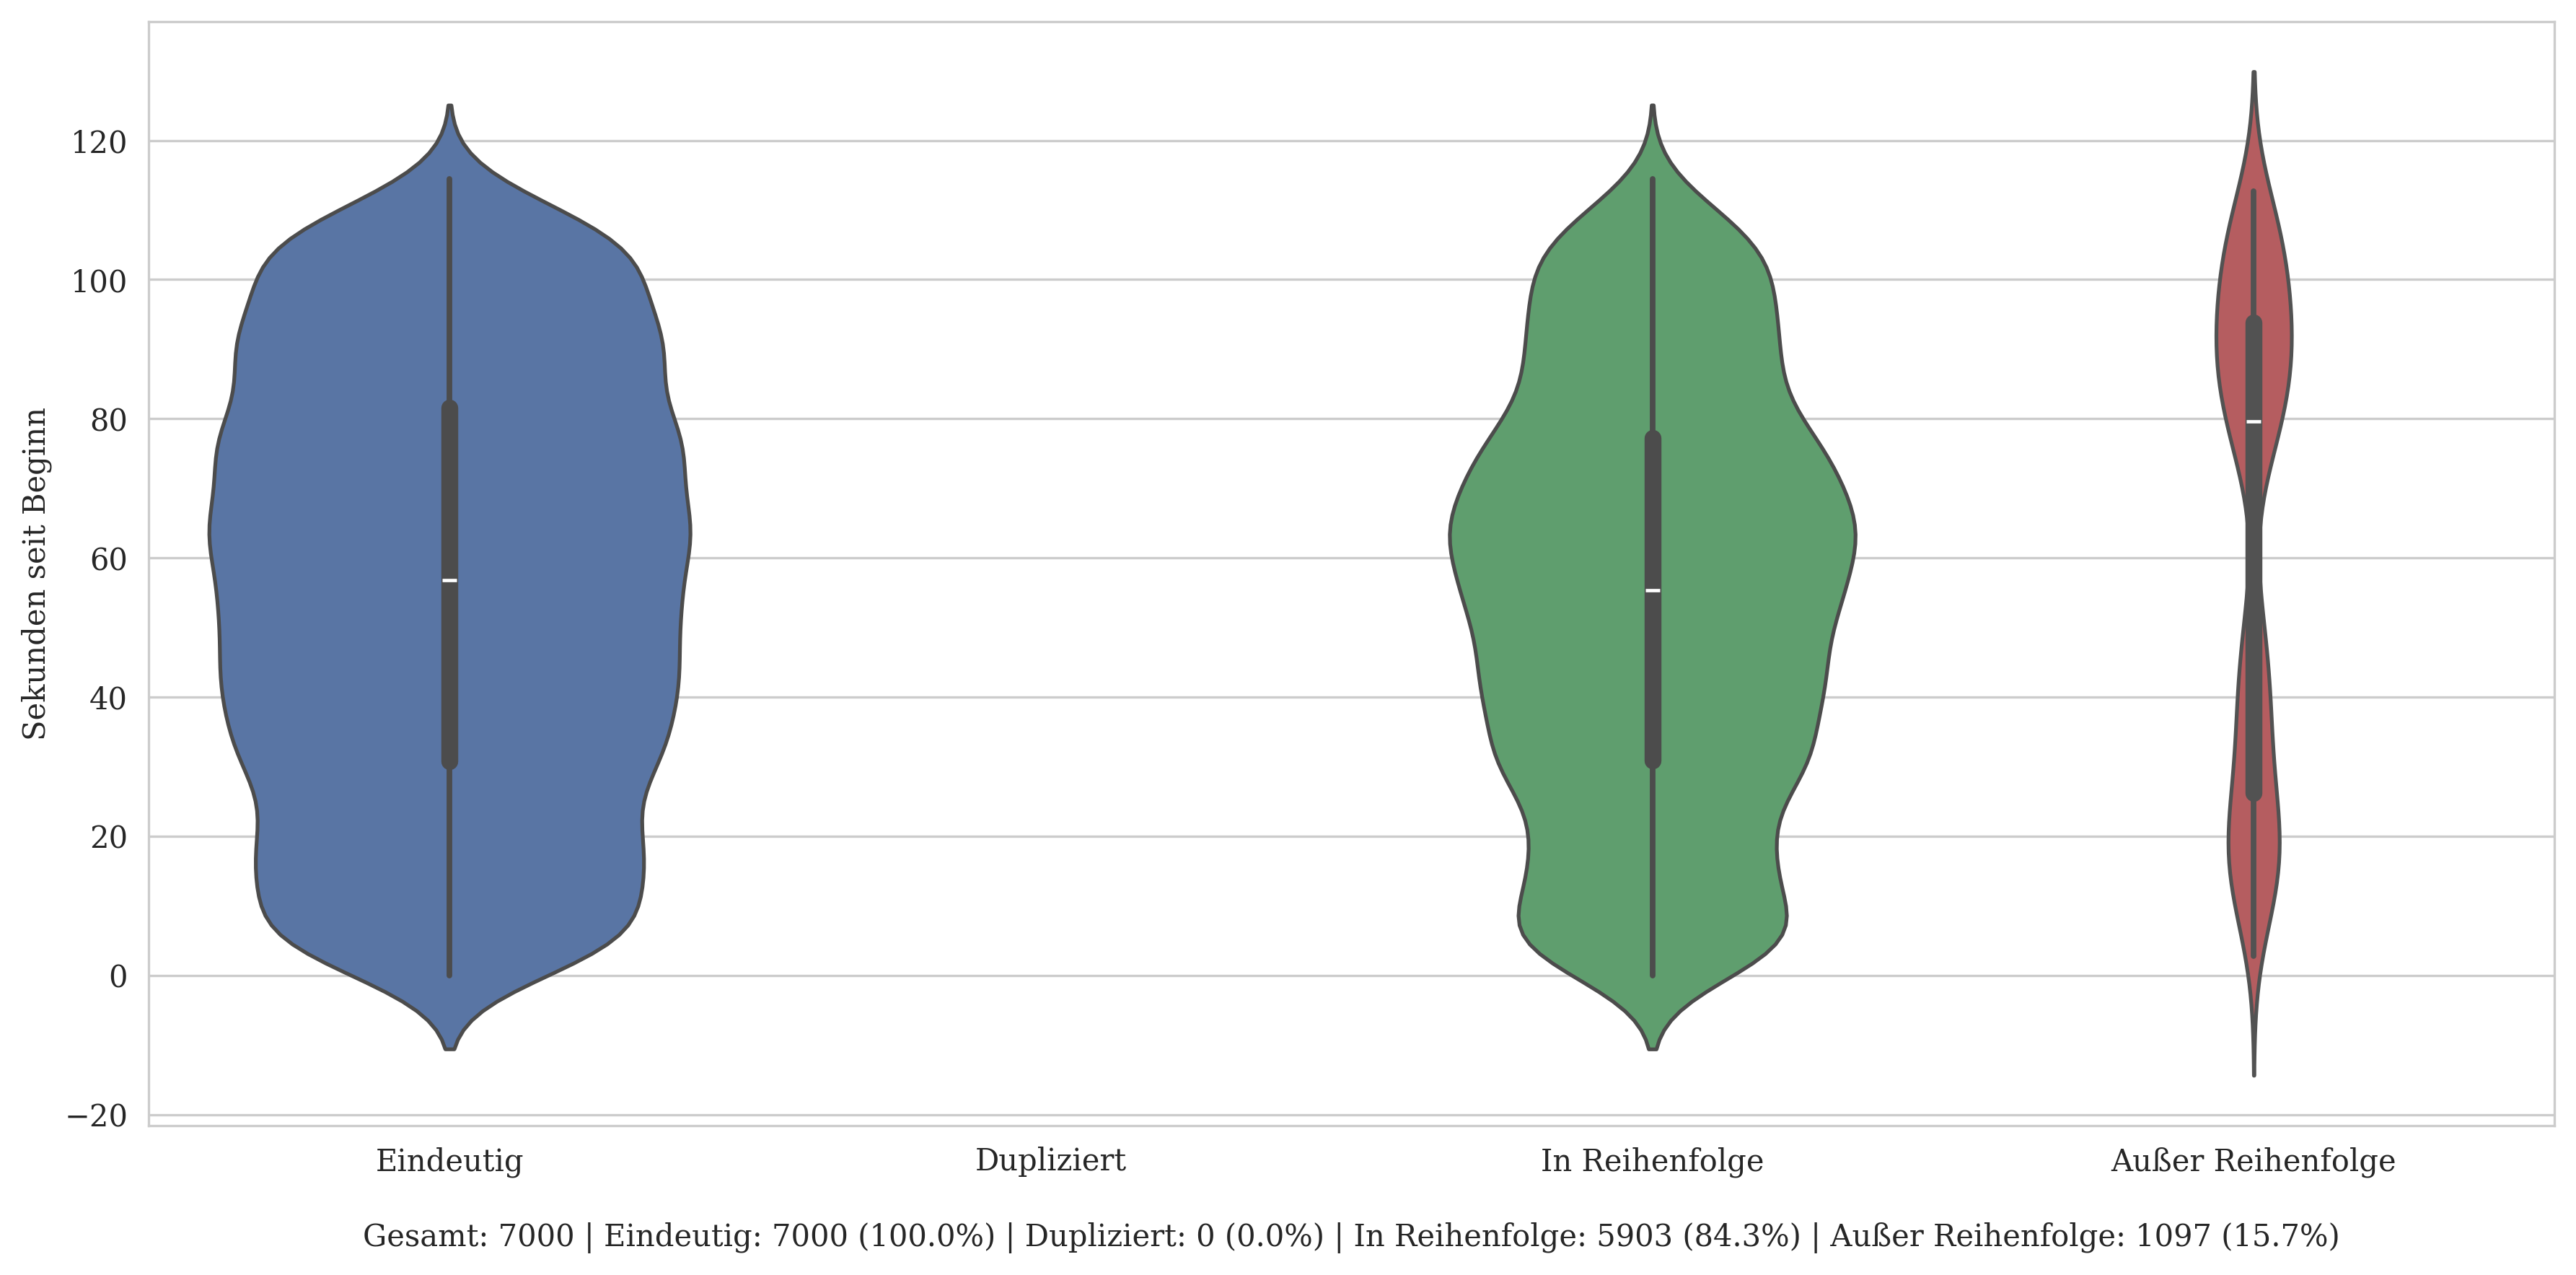 Sekunden seit Beginn
120
100
80
60
40
20
0
−20
Eindeutig
Dupliziert
In Reihenfolge
Außer Reihenfolge
Gesamt: 7000 | Eindeutig: 7000 (100.0%) | Dupliziert: 0 (0.0%) | In Reihenfolge: 5903 (84.3%) | Außer Reihenfolge: 1097 (15.7%)